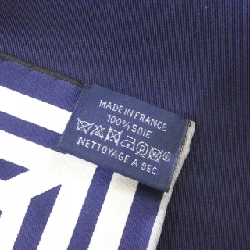 MADE IN FRANCE
100% SOIE
NETTOYAGE A SEC.